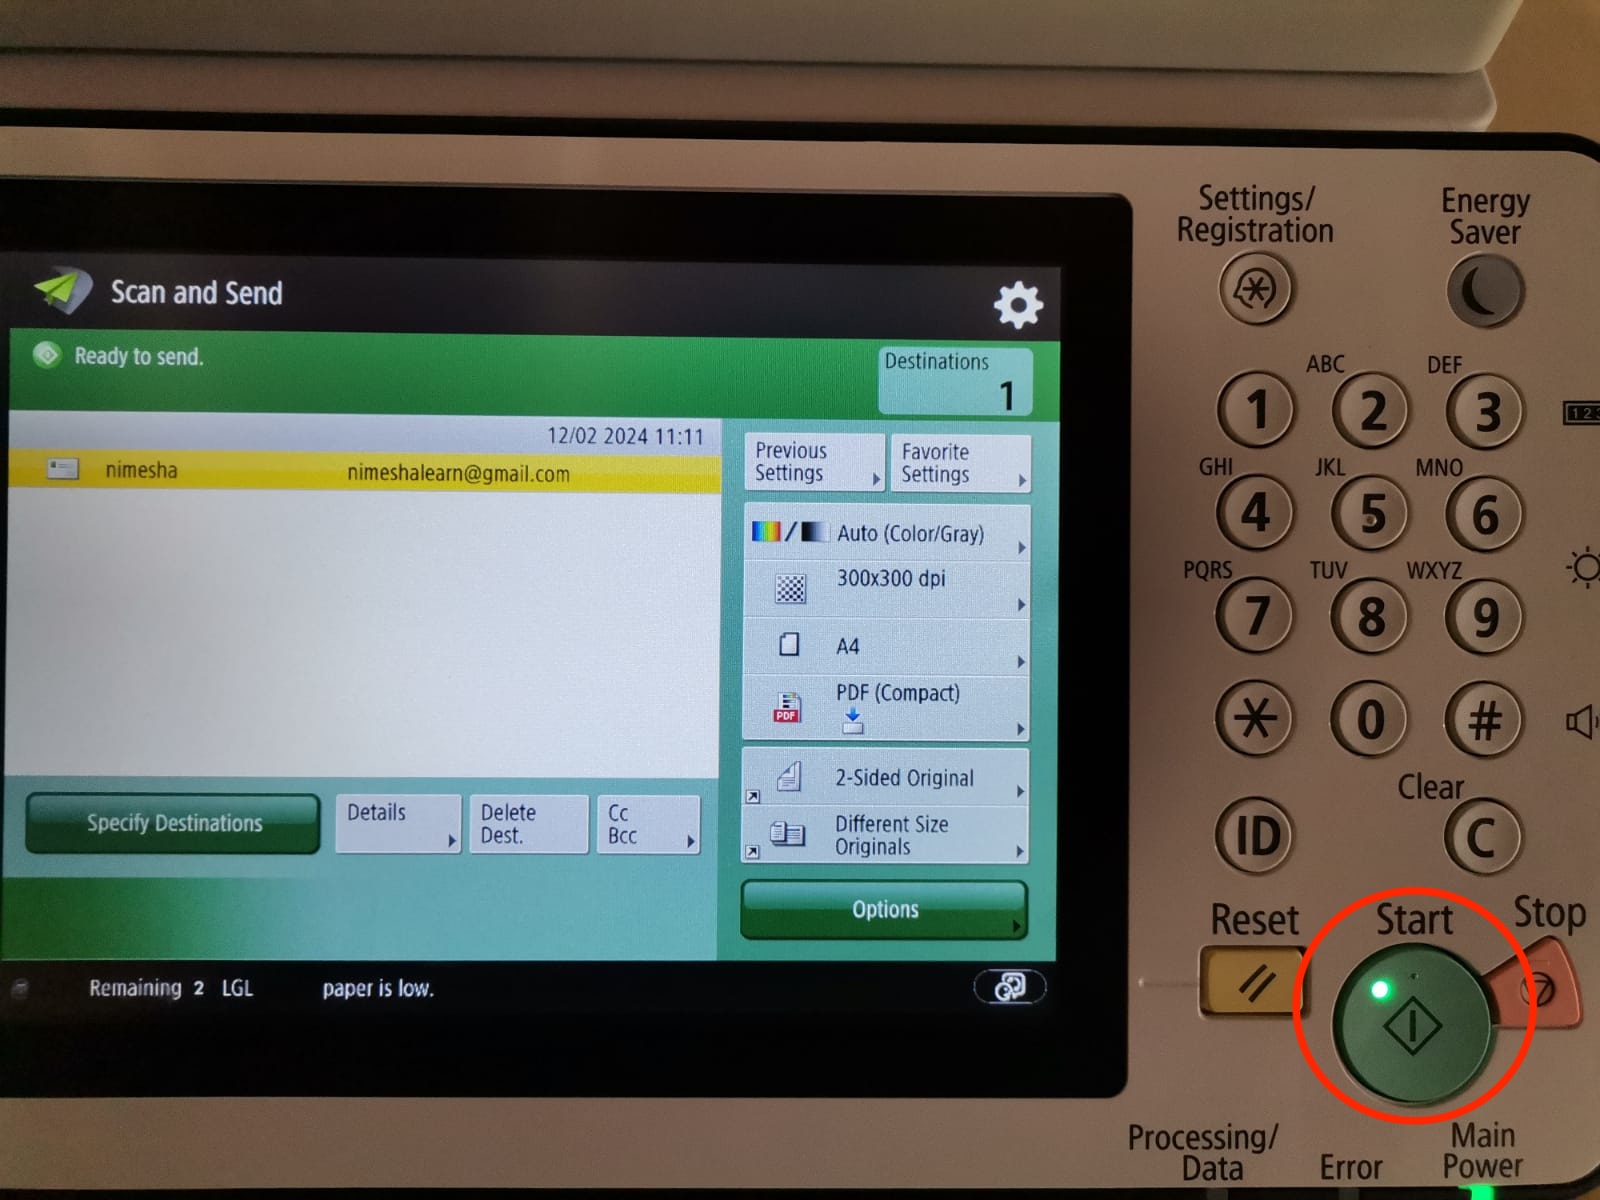 Scan and Send
Ready to send.
Destinations
1
12/02 2024 11:11
nimesha nimeshalearn@gmail.com
Previous
Settings
Favorite
Settings
Auto (Color/Gray)
300x300 dpi
A4
PDF
PDF (Compact)
2-Sided Original
Different Size
Originals
Specify Destinations
Details
Delete
Dest.
Cc
Bcc
Options
Remaining 2 LGL paper is low.
Settings/
Registration
Energy
Saver
ABC DEF
1 2 3
GHI JKL MNO
4 5 6
PQRS TUV WXYZ
7 8 9
0 #
Clear
ID C
Reset Start Stop
Processing/
Data
Error
Main
Power